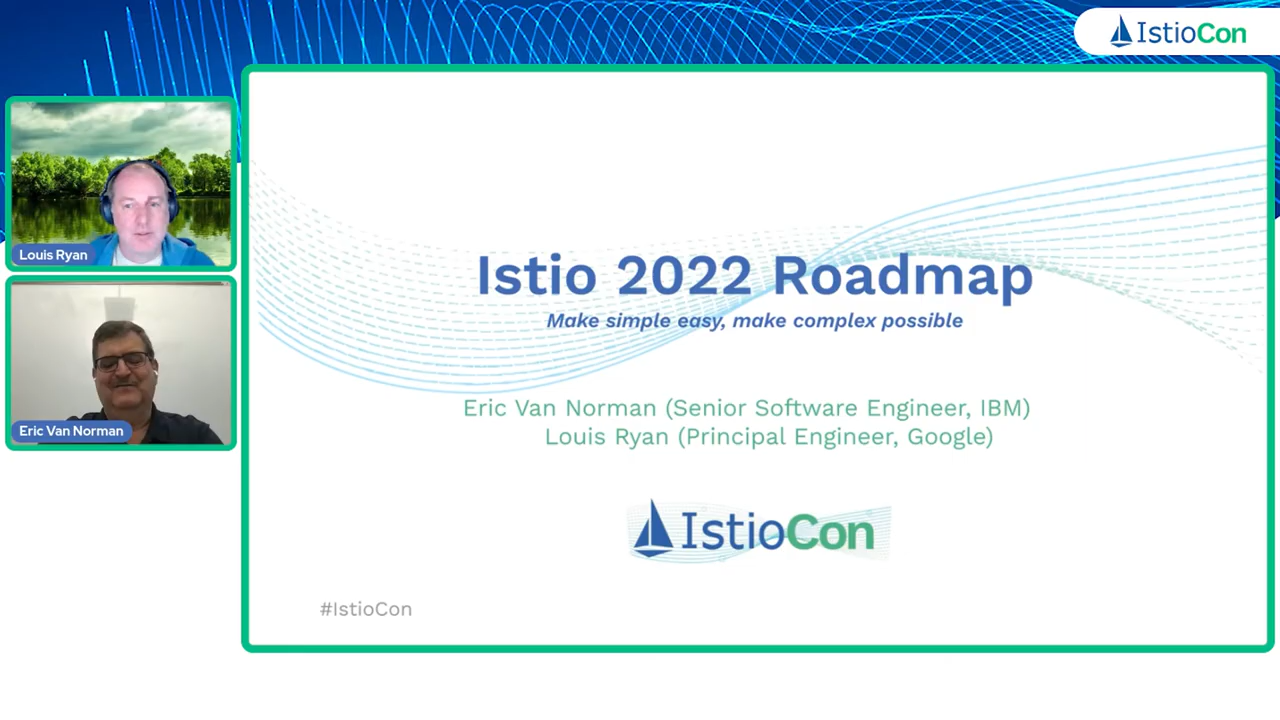 IstioCon
Louis Ryan
Eric Van Norman
Istio 2022 Roadmap
Make simple easy, make complex possible
Eric Van Norman (Senior Software Engineer, IBM)
Louis Ryan (Principal Engineer, Google)
IstioCon
#IstioCon